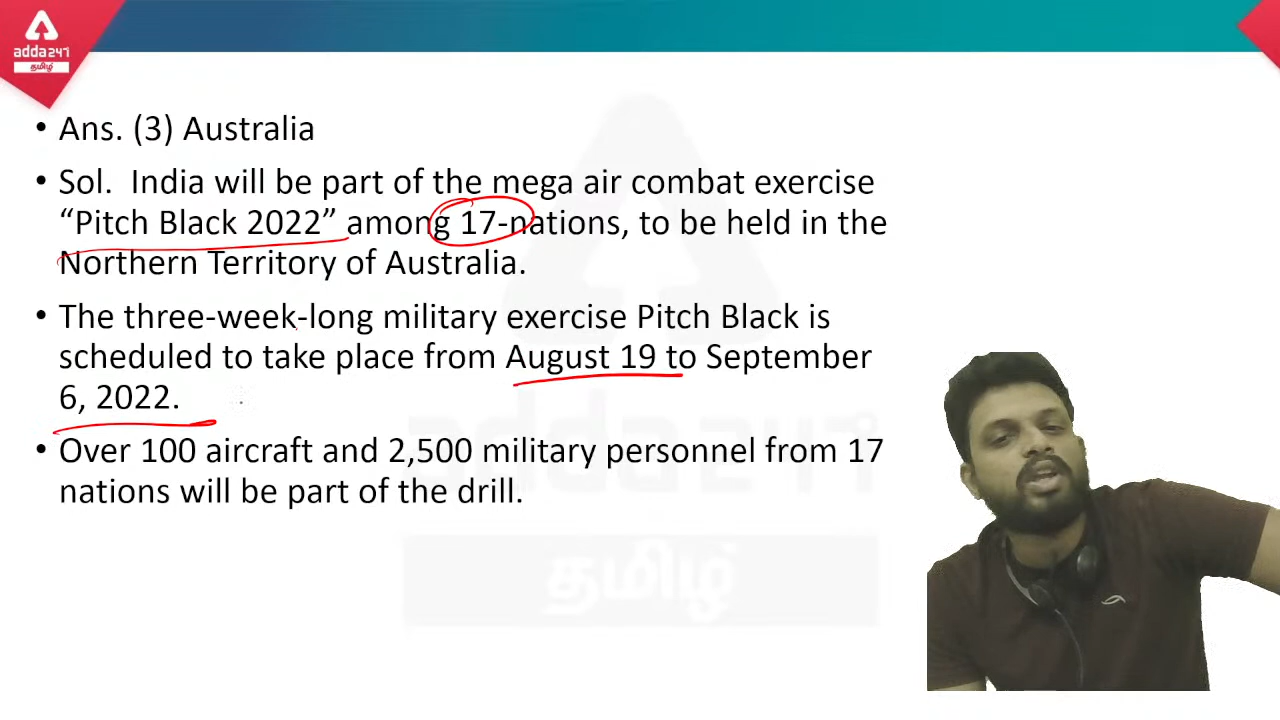 adda247
தமிழ்
• Ans. (3) Australia
• Sol. India will be part of the mega air combat exercise
“Pitch Black 2022” among 17-nations, to be held in the
Northern Territory of Australia.
• The three-week-long military exercise Pitch Black is
scheduled to take place from August 19 to September
6, 2022.
• Over 100 aircraft and 2,500 military personnel from 17
nations will be part of the drill.
adda247
தமிழ்